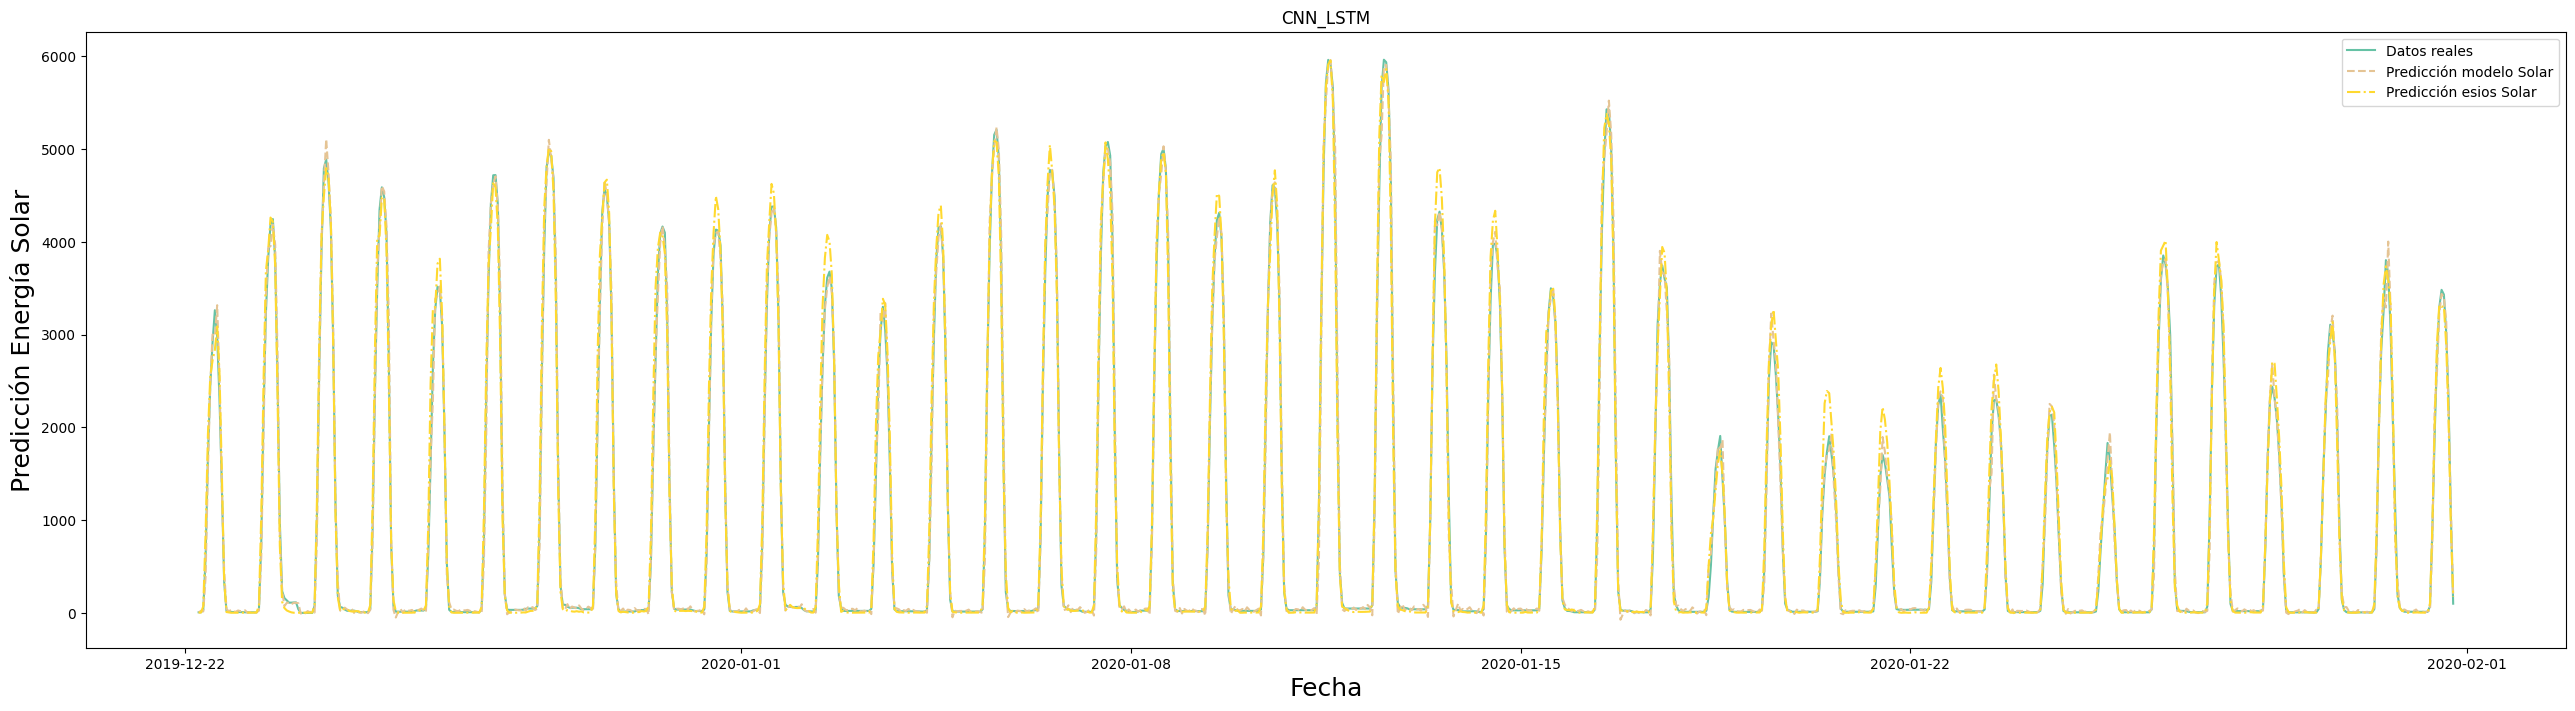 CNN_LSTM
Datos reales
Predicción modelo Solar
Predicción esios Solar
Predicción Energía Solar
6000
5000
4000
3000
2000
1000
0
2019-12-22
2020-01-01
2020-01-08
2020-01-15
2020-01-22
2020-02-01
Fecha